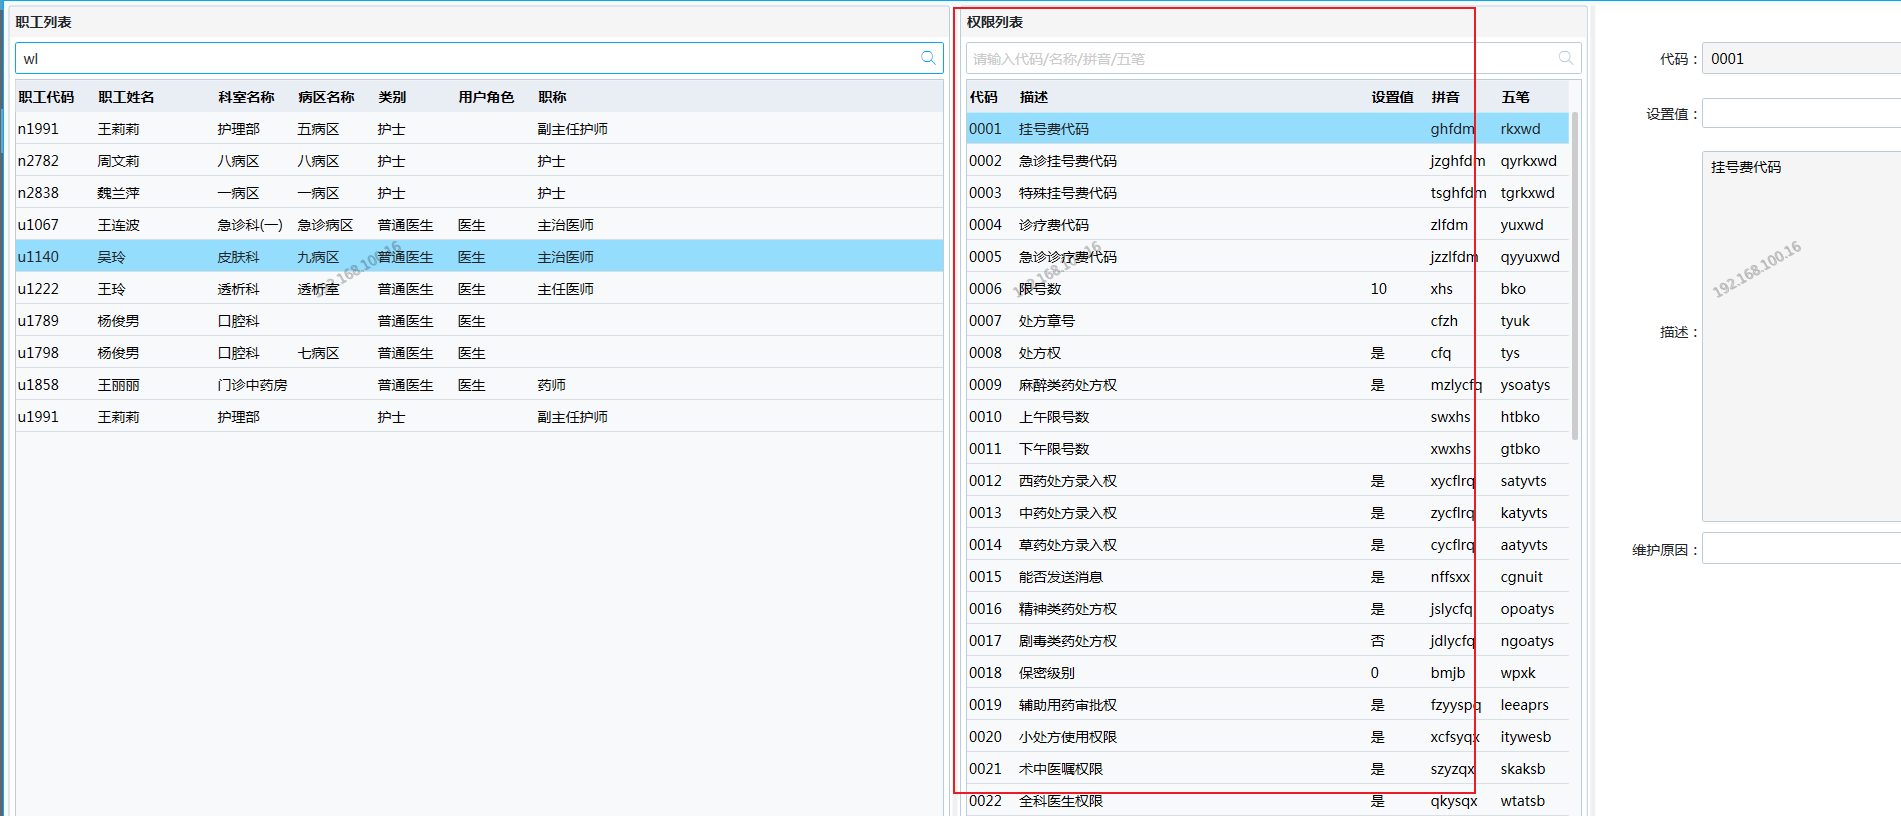 职工列表
wl
职工代码 职工姓名 科室名称 病区名称 类别 用户角色 职称
n1991 王莉莉 护理部 五病区 护士 副主任护师
n2782 周文莉 八病区 八病区 护士 护士
n2838 魏兰萍 一病区 一病区 护士 护士
u1067 王连波 急诊科(一) 急诊病区 普通医生 医生 主治医师
u1140 吴玲 皮肤科 九病区 普通医生 医生 主治医师
u1222 王玲 透析科 透析室 普通医生 医生 主任医师
u1789 杨俊男 口腔科 普通医生 医生
u1798 杨俊男 口腔科 七病区 普通医生 医生
u1858 王丽丽 门诊中药房 普通医生 医生 药师
u1991 王莉莉 护理部 护士 副主任护师
192.168.100.16
权限列表
请输入代码/名称/拼音/五笔
代码 描述 设置值 拼音 五笔
0001 挂号费代码 ghfdm rkxwd
0002 急诊挂号费代码 jzghfdm qyrkxwd
0003 特殊挂号费代码 tsghfdm tgrkxwd
0004 诊疗费代码 zlfdm yuxwd
0005 急诊诊疗费代码 jzzlfdm qyyuxwd
0006 限号数 10 xhs bko
0007 处方章号 cfzh tyuk
0008 处方权 是 cfq tys
0009 麻醉类药处方权 是 mzlycfq ysoatys
0010 上午限号数 swxhs htbko
0011 下午限号数 xwxhs gtbko
0012 西药处方录入权 是 xycflrq satyvts
0013 中药处方录入权 是 zycflrq katyvts
0014 草药处方录入权 是 cycflrq aatyvts
0015 能否发送消息 是 nffsxx cgnuit
0016 精神类药处方权 是 jslycfq opoatys
0017 剧毒类药处方权 否 jdlycfq ngoatys
0018 保密级别 0 bmjb wpxk
0019 辅助用药审批权 是 fzyyspq leeaprs
0020 小处方使用权限 是 xcfsyqx itywesb
0021 术中医嘱权限 是 szyzqx skaksb
0022 全科医生权限 是 qkysqx wtatsb
192.168.100.16
代码： 0001
设置值：
挂号费代码
描述：
192.168.100.16
维护原因：